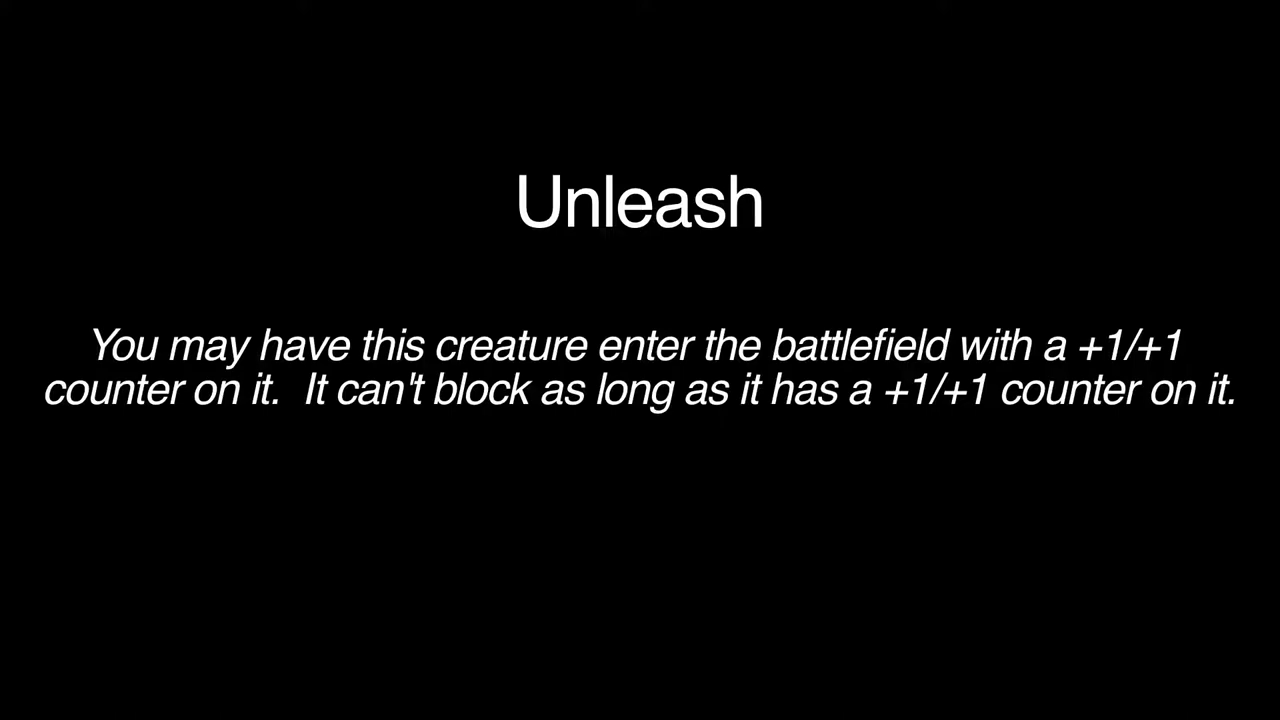 Unleash
You may have this creature enter the battlefield with a +1/+1
counter on it.  It can't block as long as it has a +1/+1 counter on it.